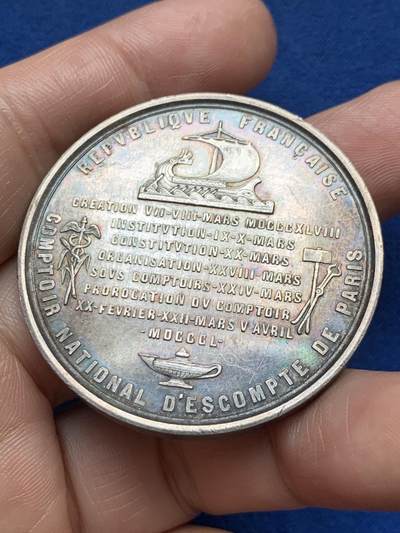 REPVBLIQVE FRANÇAISE
CREATION VII-VIII-MARS MDCCCXLVIII
INSTITVTION-IX-X-MARS
CONSTITVTION-XX-MARS
ORGANISATION-XXVIII-MARS
SOVS COMPTOIRS-XXIV-MARS
PROROGATION DV COMPTOIR
XX-FEVRIER-XXII-MARS V AVRIL
-MDCCCL-
COMPTOIR NATIONAL D'ESCOMPTE DE PARIS